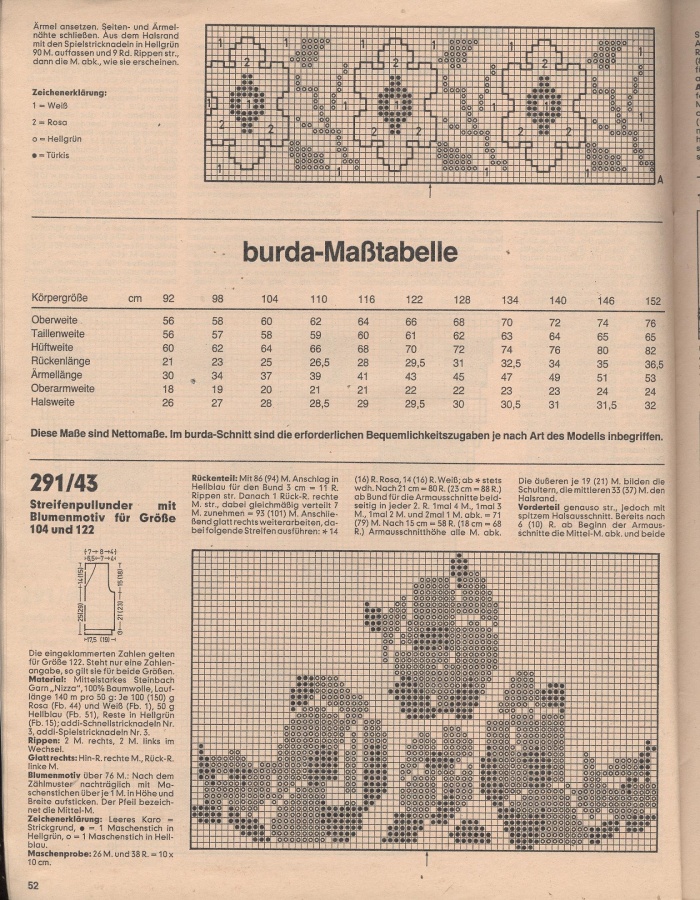 Ärmel ansetzen. Seiten- und Ärmel-
nähte schließen. Aus dem Halsrand
mit den Spielstricknadeln in Hellgrün
90 M. auffassen und 9 Rd. Rippen str.,
dann die M. abk., wie sie erscheinen.
Zeichenerklärung:
1 = Weiß
2 = Rosa
o = Hellgrün
● = Türkis
A
burda-Maßtabelle
Körpergröße cm 92 98 104 110 116 122 128 134 140 146 152
Oberweite 56 58 60 62 64 66 68 70 72 74 76
Taillenweite 56 57 58 59 60 61 62 63 64 65 65
Hüftweite 60 62 64 66 68 70 72 74 76 80 82
Rückenlänge 21 23 25 26,5 28 29,5 31 32,5 34 35 36,5
Ärmellänge 30 34 37 39 41 43 45 47 49 51 53
Oberarmweite 18 19 20 21 21 22 22 23 23 24 24
Halsweite 26 27 28 28,5 29 29,5 30 30,5 31 31,5 32
Diese Maße sind Nettomaße. Im burda-Schnitt sind die erforderlichen Bequemlichkeitszugaben je nach Art des Modells inbegriffen.
291/43
Streifenpullunder mit
Blumenmotiv für Größe
104 und 122
Die eingeklammerten Zahlen gelten
für Größe 122. Steht nur eine Zahlen-
angabe, so gilt sie für beide Größen.
Material: Mittelstarkes Steinbach
Garn „Nizza", 100% Baumwolle, Lauf-
länge 140 m pro 50 g: Je 100 (150) g
Rosa (Fb. 44) und Weiß (Fb. 1), 50 g
Hellblau (Fb. 51), Reste in Hellgrün
(Fb. 15); addi-Schnellstricknadeln Nr.
3, addi-Spielstricknadeln Nr. 3.
Rippen: 2 M. rechts, 2 M. links im
Wechsel.
Glatt rechts: Hin-R. rechte M., Rück-R.
linke M.
Blumenmotiv über 76 M.: Nach dem
Zählmuster nachträglich mit Ma-
schenstichen über je 1 M. in Höhe und
Breite aufsticken. Der Pfeil bezeich-
net die Mittel-M.
Zeichenerklärung: Leeres Karo =
Strickgrund, ● = 1 Maschenstich in
Hellgrün, o = 1 Maschenstich in Hell-
blau.
Maschenprobe: 26 M. und 38 R. = 10 x
10 cm.
Rückenteil: Mit 86 (94) M. Anschlag in
Hellblau für den Bund 3 cm = 11 R.
Rippen str. Danach 1 Rück-R. rechte
M. str., dabei gleichmäßig verteilt 7
M. zunehmen = 93 (101) M. Anschlie-
ßend glatt rechts weiterarbeiten, da-
bei folgende Streifen ausführen: * 14
(16) R. Rosa, 14 (16) R. Weiß; ab * stets
wdh. Nach 21 cm = 80 R. (23 cm = 88 R.)
ab Bund für die Armausschnitte beid-
seitig in jeder 2. R. 1mal 4 M., 1mal 3
M., 1mal 2 M. und 2mal 1 M. abk. = 71
(79) M. Nach 15 cm = 58 R. (18 cm = 68
R.) Armausschnitthöhe alle M. abk.
Die äußeren je 19 (21) M. bilden die
Schultern, die mittleren 33 (37) M. den
Halsrand.
Vorderteil genauso str., jedoch mit
spitzem Halsausschnitt. Bereits nach
6 (10) R. ab Beginn der Armaus-
schnitte die Mittel-M. abk. und beide
52